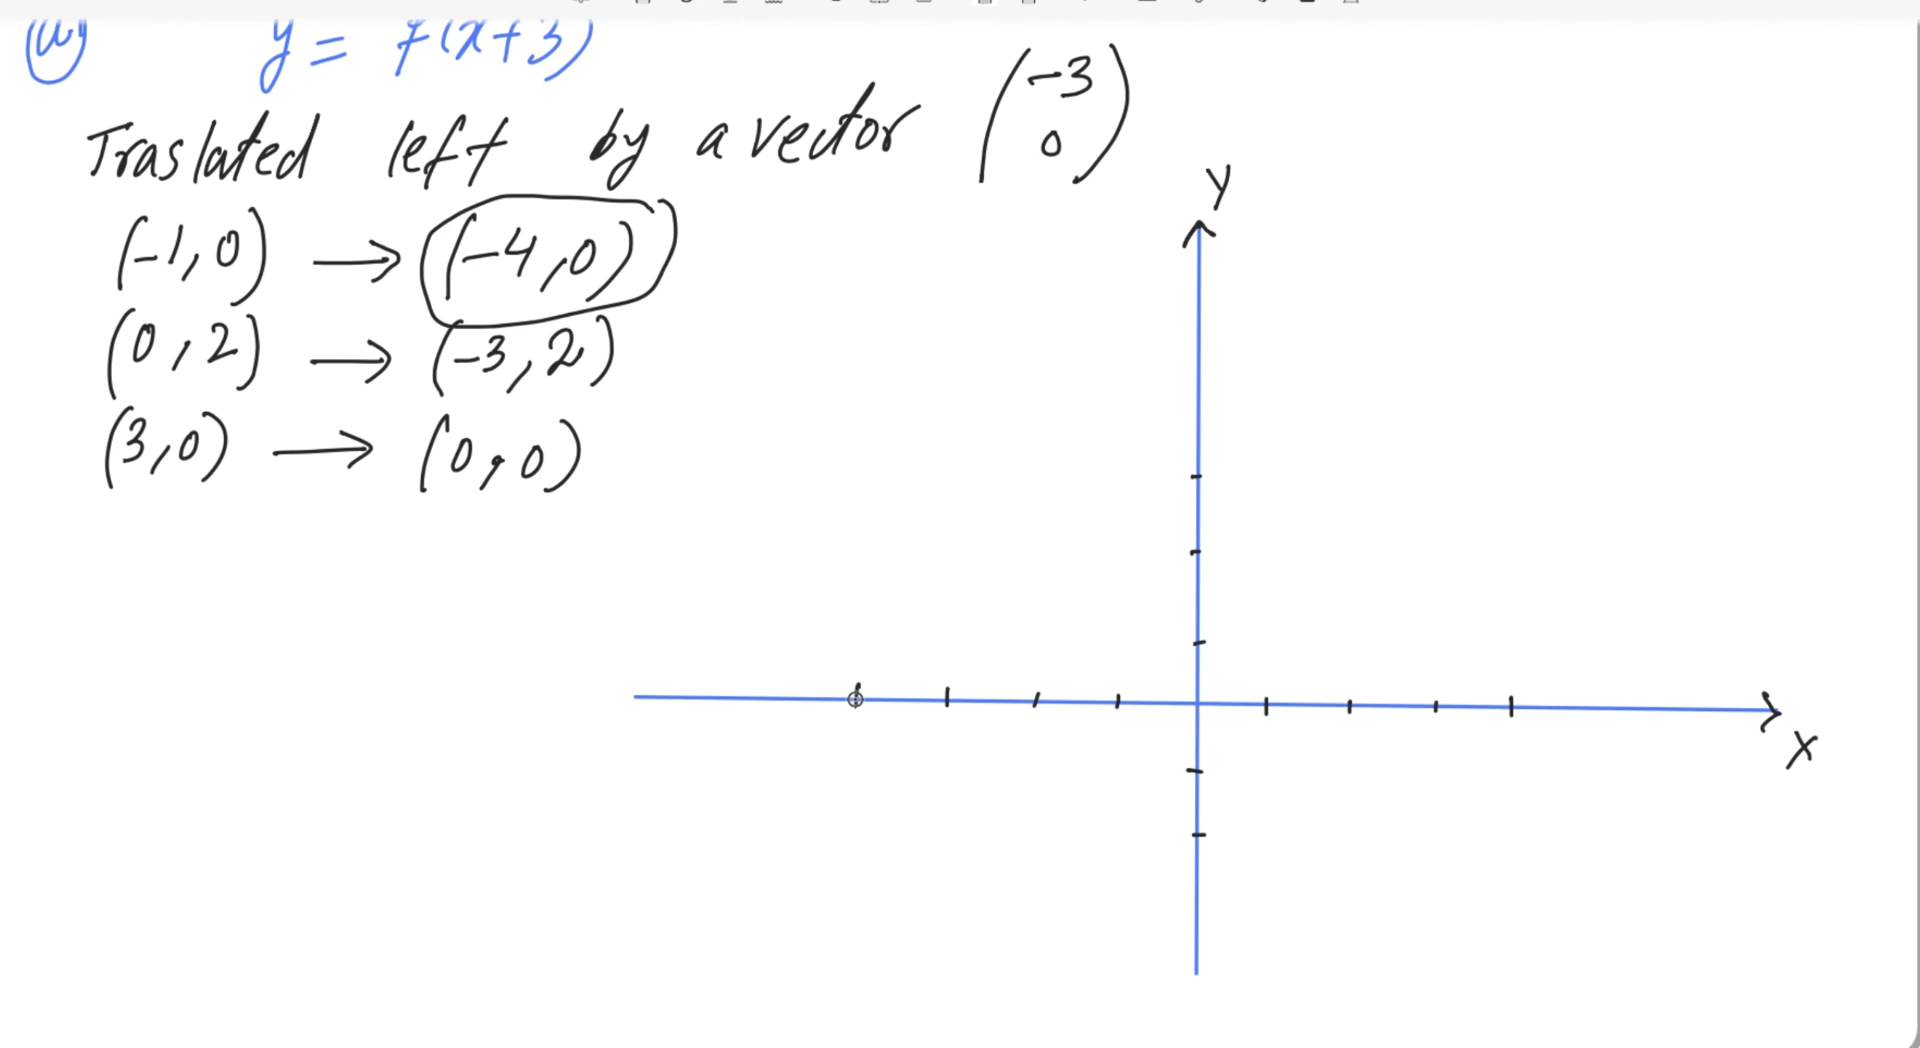 (a) y = f(x+3)
Traslated left by a vector (-3 0)
(-1,0) → (-4,0)
(0,2) → (-3,2)
(3,0) → (0,0)
y
x